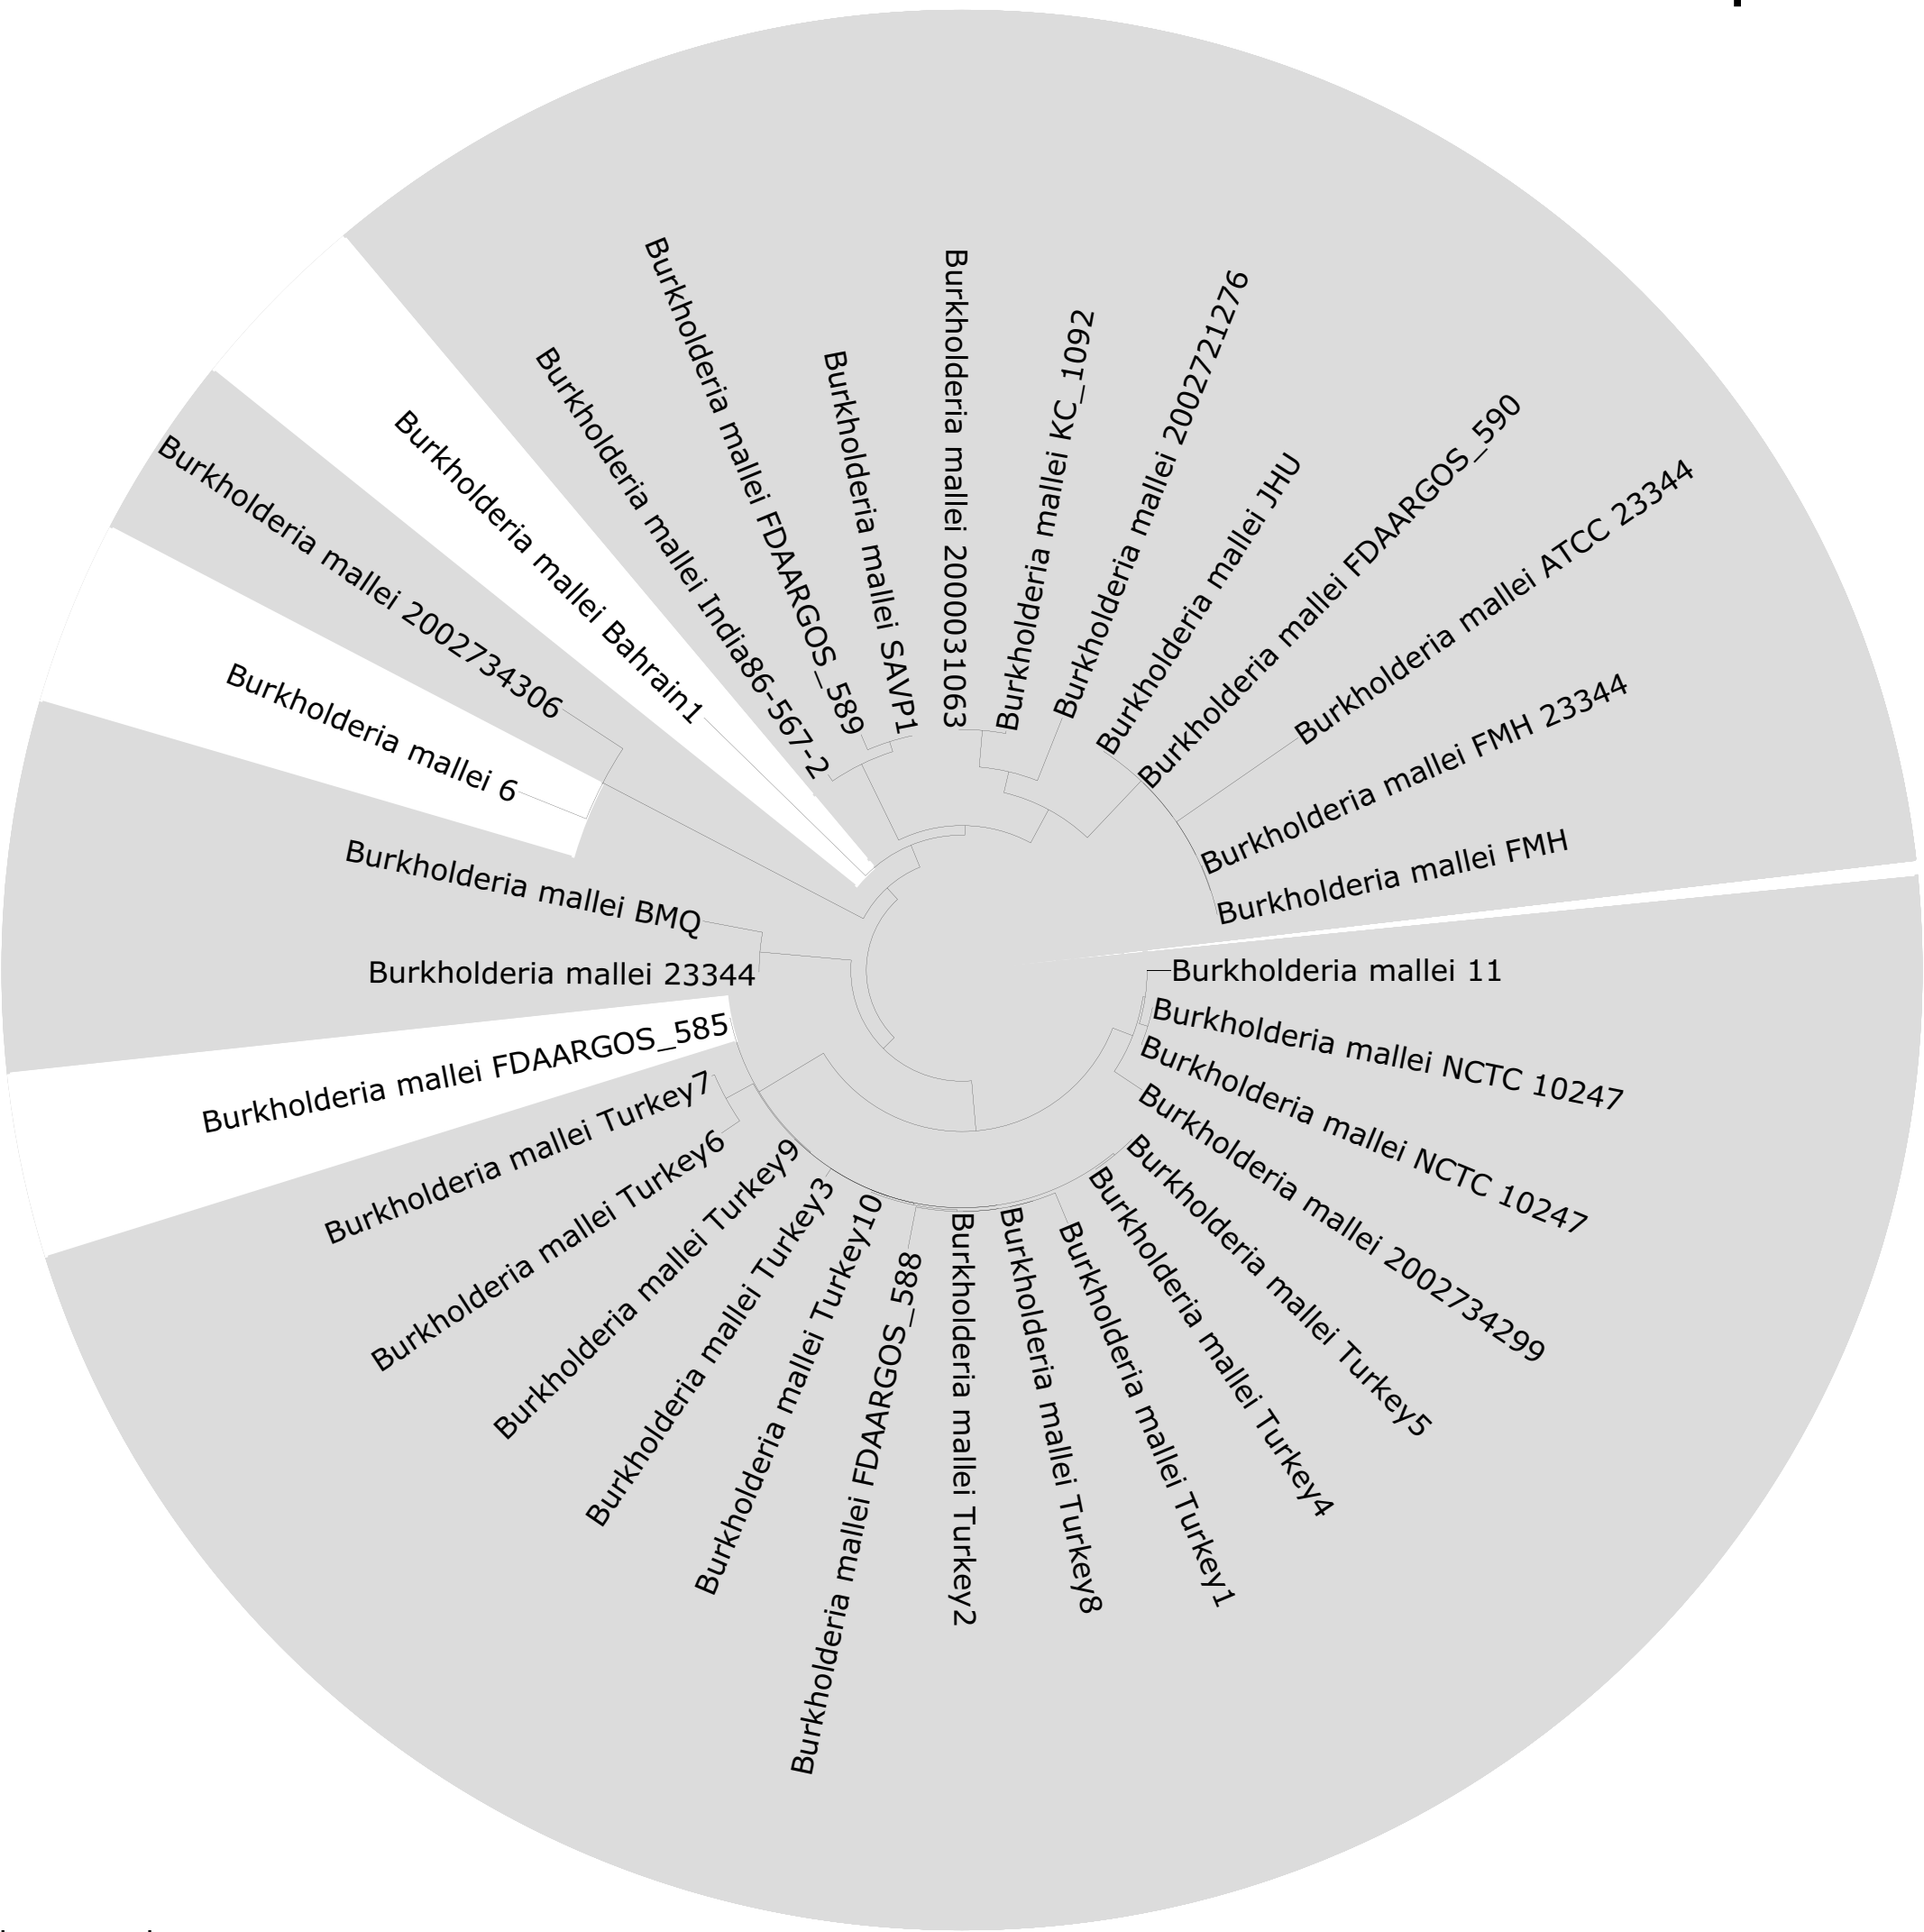 Burkholderia mallei 2000031063
Burkholderia mallei KC_1092
Burkholderia mallei 2002721276
Burkholderia mallei JHU
Burkholderia mallei FDAARGOS_590
Burkholderia mallei ATCC 23344
Burkholderia mallei FMH 23344
Burkholderia mallei FMH
Burkholderia mallei 11
Burkholderia mallei NCTC 10247
Burkholderia mallei NCTC 10247
Burkholderia mallei 2002734299
Burkholderia mallei Turkey5
Burkholderia mallei Turkey4
Burkholderia mallei Turkey1
Burkholderia mallei Turkey8
Burkholderia mallei Turkey2
Burkholderia mallei FDAARGOS_588
Burkholderia mallei Turkey10
Burkholderia mallei Turkey3
Burkholderia mallei Turkey9
Burkholderia mallei Turkey6
Burkholderia mallei Turkey7
Burkholderia mallei FDAARGOS_585
Burkholderia mallei 23344
Burkholderia mallei BMQ
Burkholderia mallei 6
Burkholderia mallei 2002734306
Burkholderia mallei Bahrain1
Burkholderia mallei India86-567-2
Burkholderia mallei FDAARGOS_589
Burkholderia mallei SAVP1